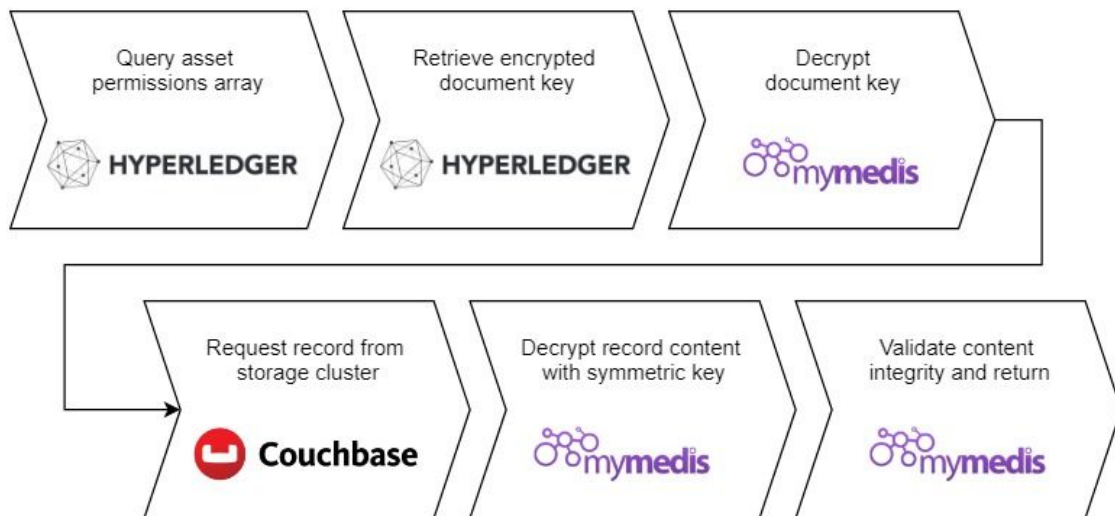 Query asset
permissions array
HYPERLEDGER
Retrieve encrypted
document key
HYPERLEDGER
Decrypt
document key
mymedis
Request record from
storage cluster
Couchbase
Decrypt record content
with symmetric key
mymedis
Validate content
integrity and return
mymedis